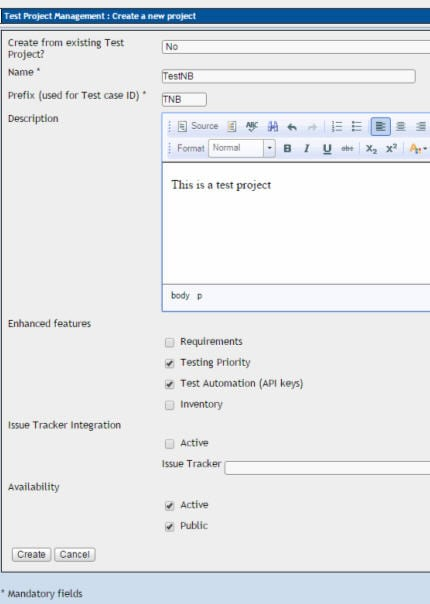 Test Project Management : Create a new project
Create from existing Test Project?
No
Name *
TestNB
Prefix (used for Test case ID) *
TNB
Description
Source ABC
Format Normal B I U abc X₂ X² A
This is a test project
body p
Enhanced features
Requirements
Testing Priority
Test Automation (API keys)
Inventory
Issue Tracker Integration
Active
Issue Tracker
Availability
Active
Public
Create Cancel
* Mandatory fields